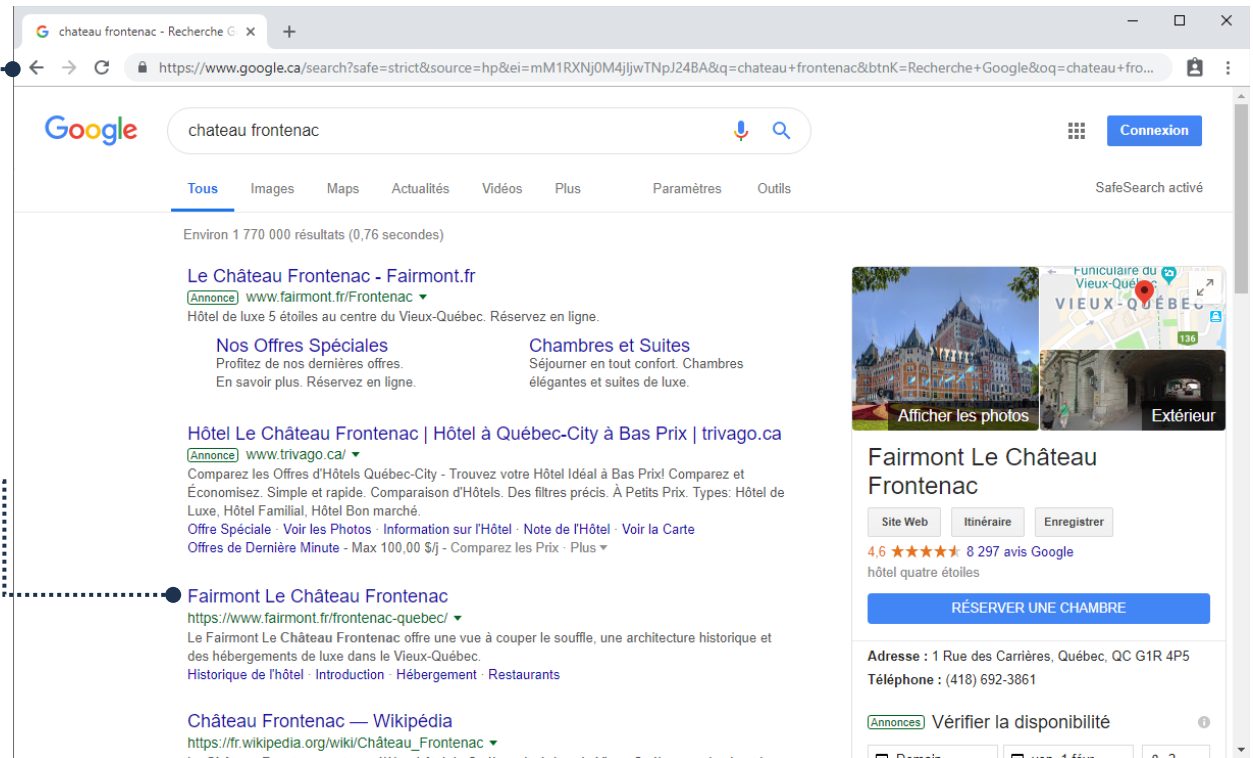 chateau frontenac - Recherche G
https://www.google.ca/search?safe=strict&source=hp&ei=mM1RXNj0M4jIjwTNpJ24BA&q=chateau+frontenac&btnK=Recherche+Google&oq=chateau+fro...
Google
chateau frontenac
Connexion
Tous Images Maps Actualités Vidéos Plus Paramètres Outils
SafeSearch activé
Environ 1 770 000 résultats (0,76 secondes)
Le Château Frontenac - Fairmont.fr
Annonce www.fairmont.fr/Frontenac
Hôtel de luxe 5 étoiles au centre du Vieux-Québec. Réservez en ligne.
Nos Offres Spéciales
Profitez de nos dernières offres.
En savoir plus. Réservez en ligne.
Chambres et Suites
Séjourner en tout confort. Chambres
élégantes et suites de luxe.
Hôtel Le Château Frontenac | Hôtel à Québec-City à Bas Prix | trivago.ca
Annonce www.trivago.ca/
Comparez les Offres d'Hôtels Québec-City - Trouvez votre Hôtel Idéal à Bas Prix! Comparez et
Économisez. Simple et rapide. Comparaison d'Hôtels. Des filtres précis. À Petits Prix. Types: Hôtel de
Luxe, Hôtel Familial, Hôtel Bon marché.
Offre Spéciale · Voir les Photos · Information sur l'Hôtel · Note de l'Hôtel · Voir la Carte
Offres de Dernière Minute - Max 100,00 $/j - Comparez les Prix · Plus
Fairmont Le Château Frontenac
https://www.fairmont.fr/frontenac-quebec/
Le Fairmont Le Château Frontenac offre une vue à couper le souffle, une architecture historique et
des hébergements de luxe dans le Vieux-Québec.
Historique de l'hôtel · Introduction · Hébergement · Restaurants
Château Frontenac — Wikipédia
https://fr.wikipedia.org/wiki/Château_Frontenac
Funiculaire du
Vieux-Québec
VIEUX-QUÉBEC
136
Afficher les photos
Extérieur
Fairmont Le Château
Frontenac
Site Web Itinéraire Enregistrer
4,6 8 297 avis Google
hôtel quatre étoiles
RÉSERVER UNE CHAMBRE
Adresse : 1 Rue des Carrières, Québec, QC G1R 4P5
Téléphone : (418) 692-3861
Annonces Vérifier la disponibilité